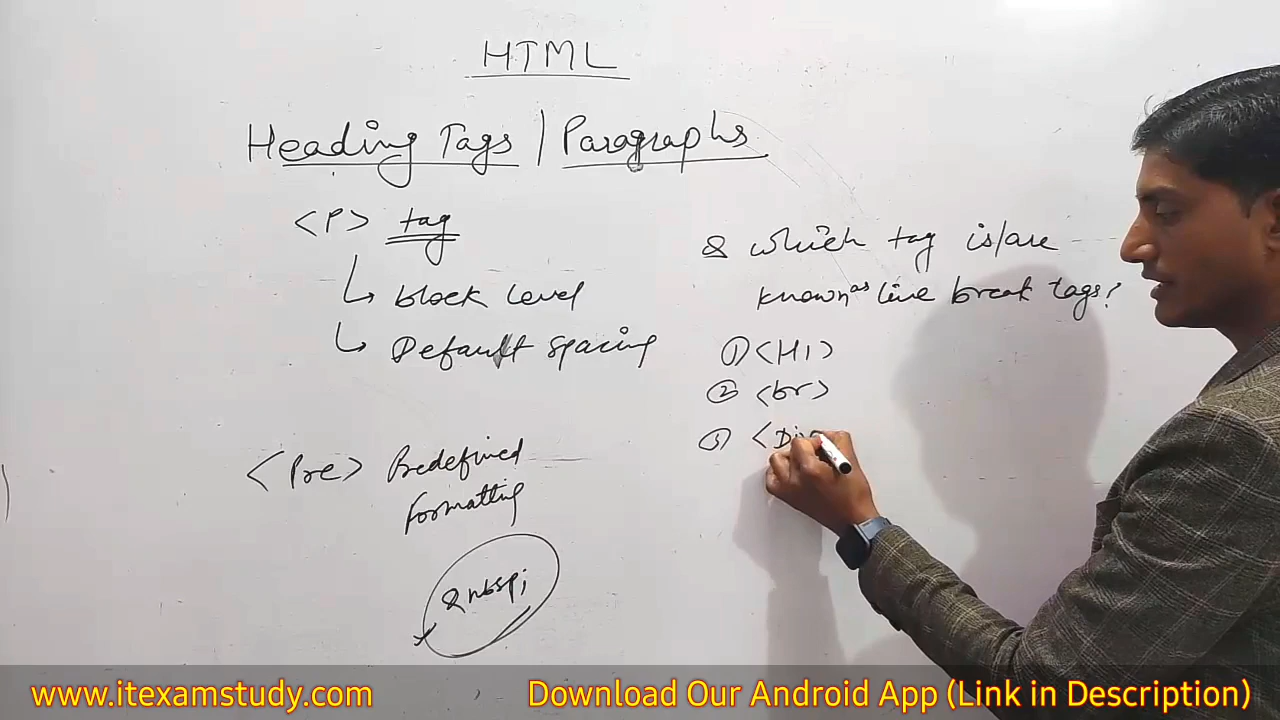 HTML
Heading Tags | Paragraphs
<P> tag
Block Level
Default spacing
<Pre> Predefined
Formatting
&nbsp;
Q which tag is/are
known as line break tags?
① <H1>
② <br>
③ <Div
www.itexamstudy.com
Download Our Android App (Link in Description)